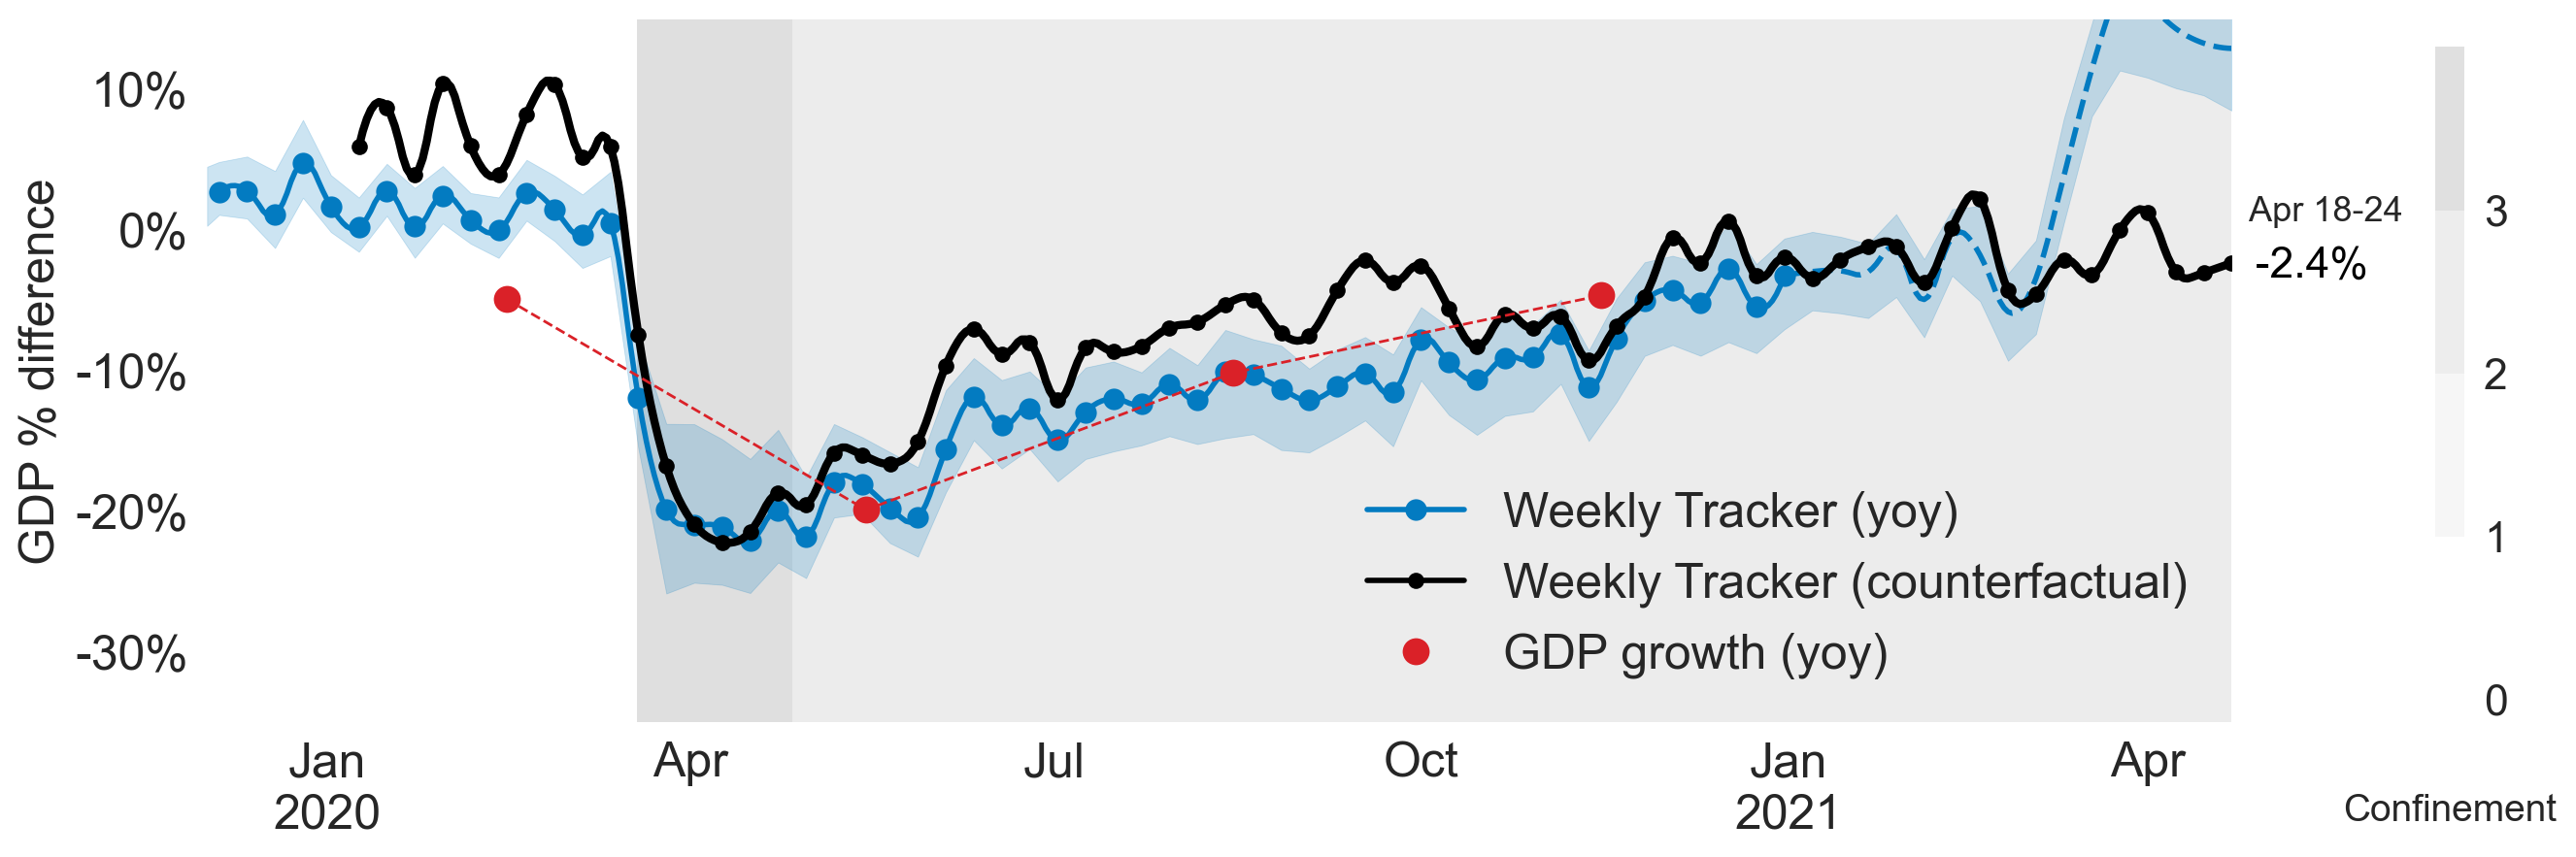 GDP % difference
10%
0%
-10%
-20%
-30%
Weekly Tracker (yoy)
Weekly Tracker (counterfactual)
GDP growth (yoy)
Jan
2020
Apr
Jul
Oct
Jan
2021
Apr
Apr 18-24
-2.4%
3
2
1
0
Confinement